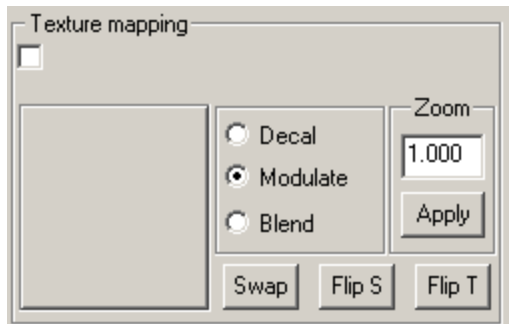 Texture mapping
Zoom
Decal
1.000
Modulate
Apply
Blend
Swap
Flip S
Flip T